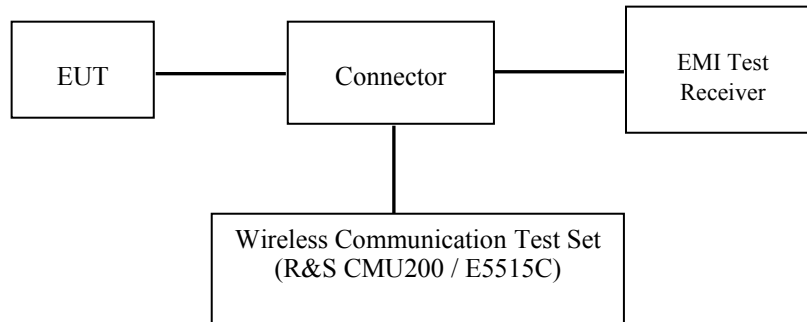 EUT
Connector
EMI Test
Receiver
Wireless Communication Test Set
(R&S CMU200 / E5515C)